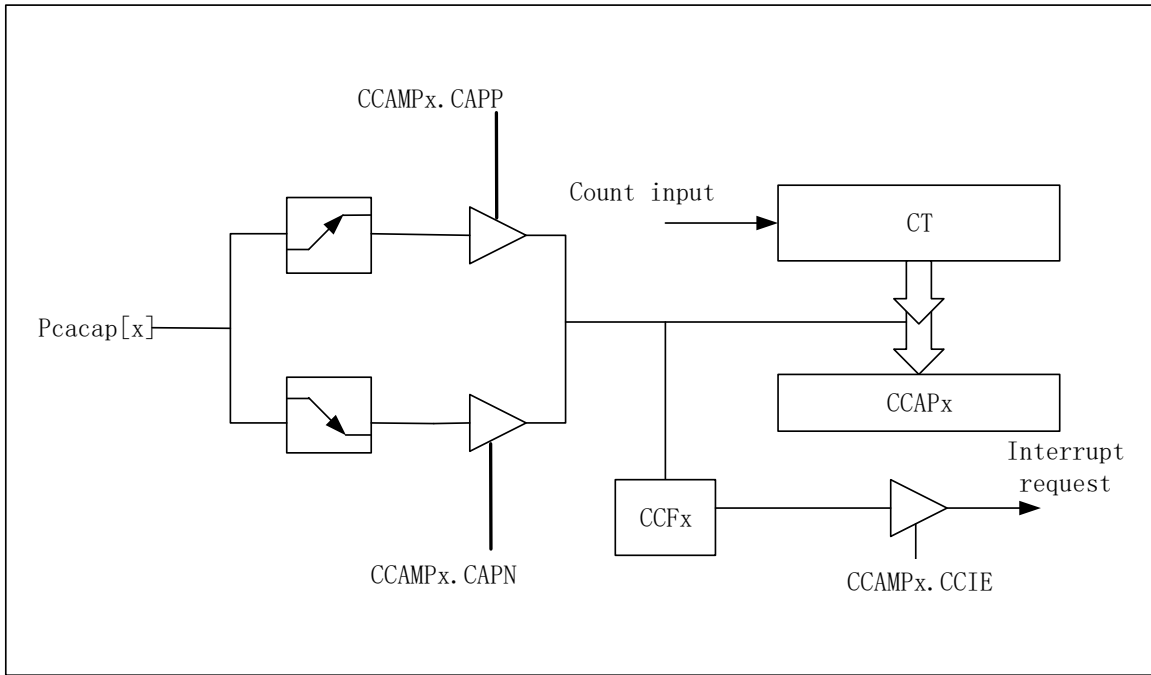 CCAMPx.CAPP
Count input
CT
Pcacap[x]
CCAPx
Interrupt
request
CCFx
CCAMPx.CAPN
CCAMPx.CCIE